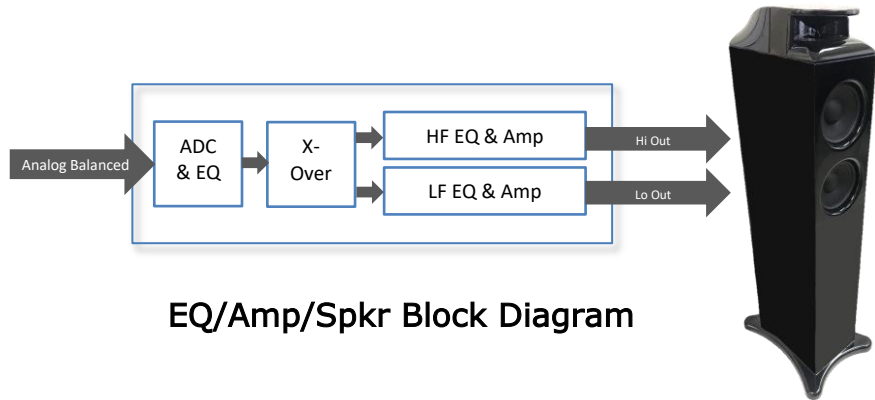 Analog Balanced
ADC
& EQ
X-
Over
HF EQ & Amp
LF EQ & Amp
Hi Out
Lo Out
EQ/Amp/Spkr Block Diagram